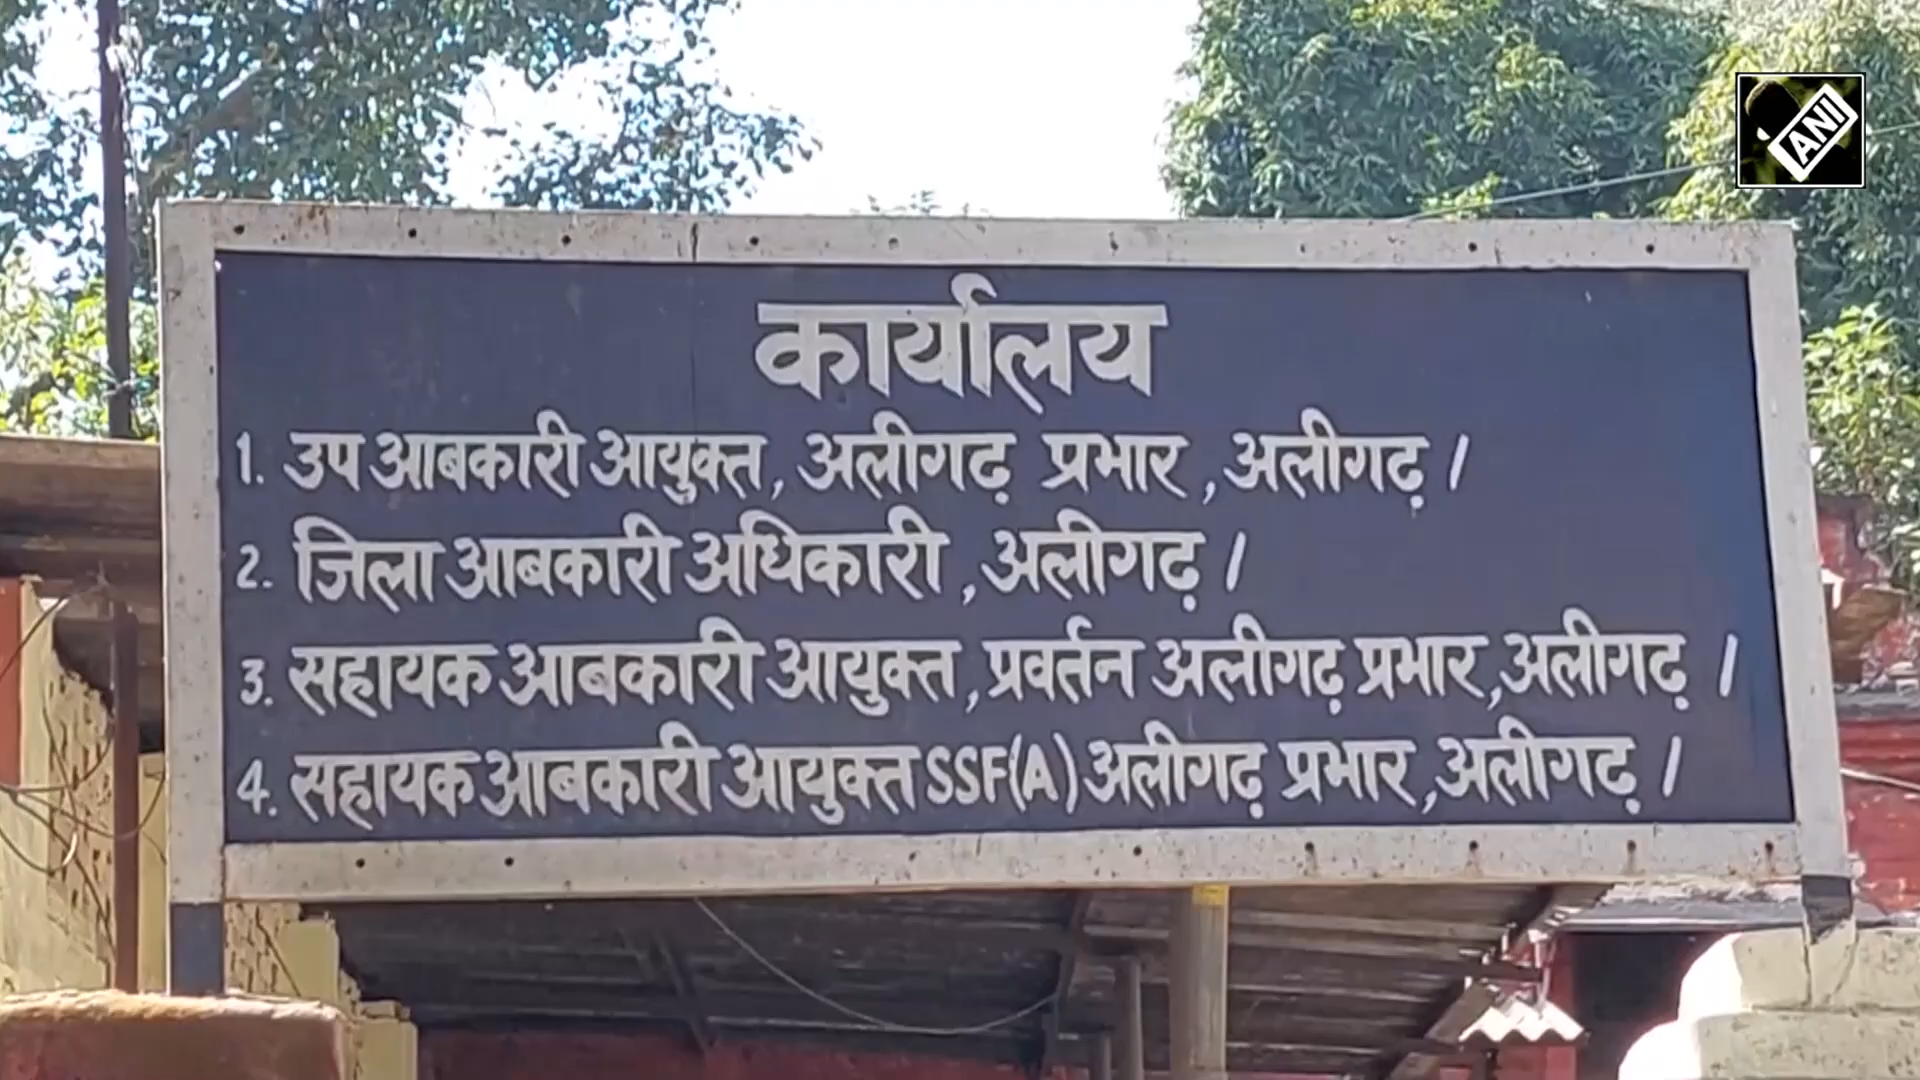 ANI
कार्यालय
1. उप आबकारी आयुक्त, अलीगढ़ प्रभार, अलीगढ़।
2. जिला आबकारी अधिकारी, अलीगढ़।
3. सहायक आबकारी आयुक्त, प्रवर्तन अलीगढ़ प्रभार, अलीगढ़।
4. सहायक आबकारी आयुक्त SSF(A) अलीगढ़ प्रभार, अलीगढ़।